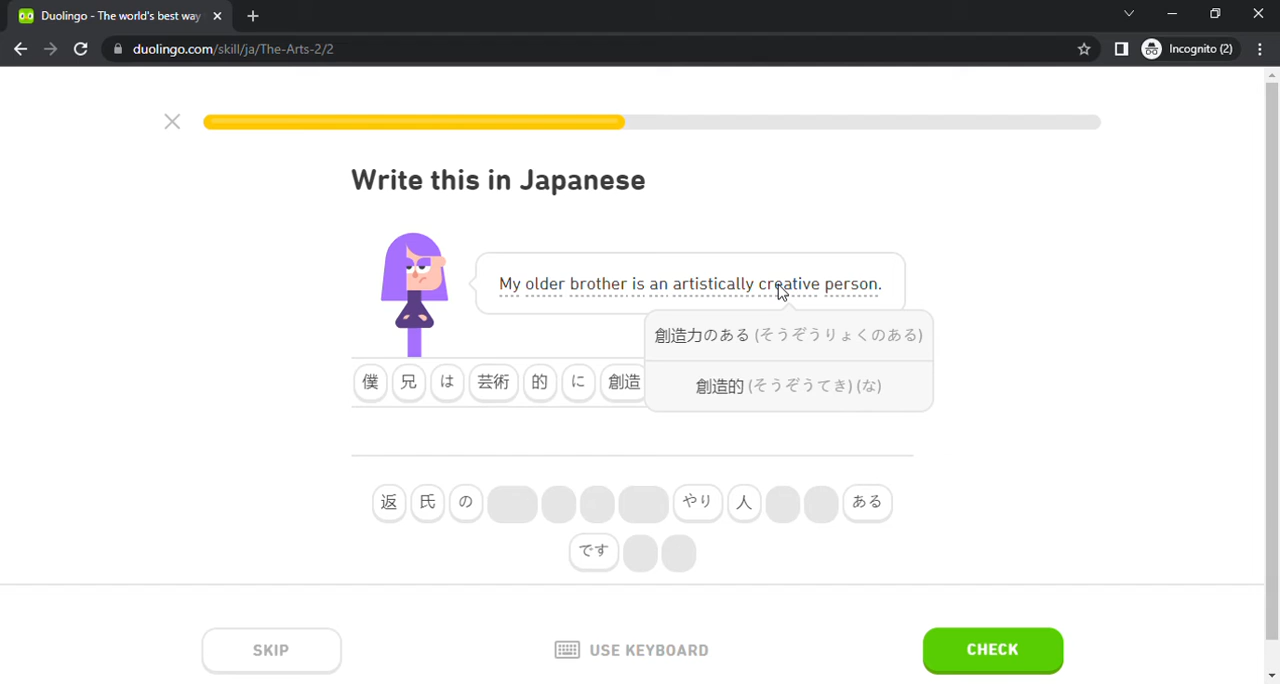 Duolingo - The world's best way
duolingo.com/skill/ja/The-Arts-2/2
Incognito (2)
Write this in Japanese
My older brother is an artistically creative person.
創造力のある (そうぞうりょくのある)
創造的 (そうぞうてき) (な)
僕 兄 は 芸術 的 に 創造
返 氏 の やり 人 ある
です
SKIP
USE KEYBOARD
CHECK